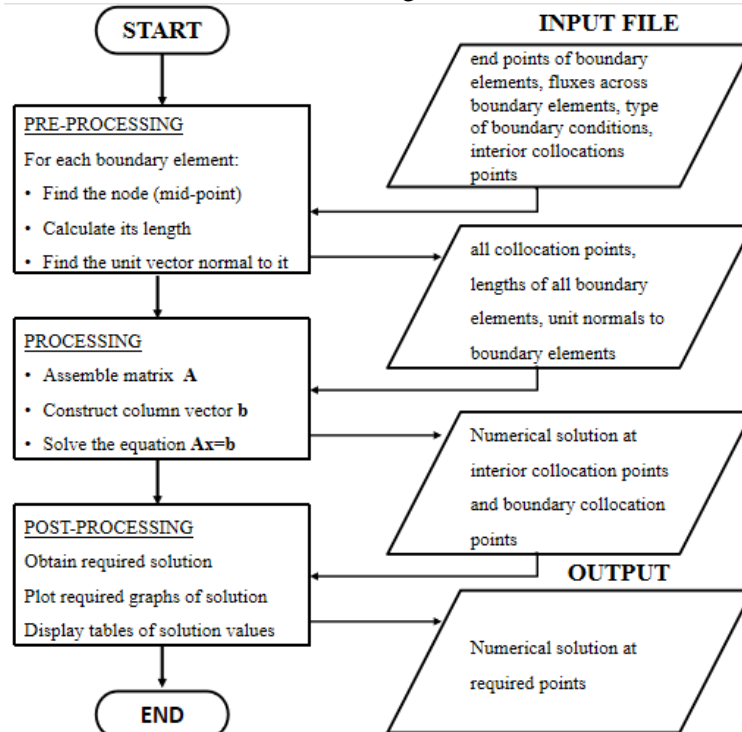 START
INPUT FILE
end points of boundary
elements, fluxes across
boundary elements, type
of boundary conditions,
interior collocations
points
PRE-PROCESSING
For each boundary element:
• Find the node (mid-point)
• Calculate its length
• Find the unit vector normal to it
all collocation points,
lengths of all boundary
elements, unit normals to
boundary elements
PROCESSING
• Assemble matrix A
• Construct column vector b
• Solve the equation Ax=b
Numerical solution at
interior collocation points
and boundary collocation
points
POST-PROCESSING
Obtain required solution
Plot required graphs of solution
Display tables of solution values
OUTPUT
Numerical solution at
required points
END